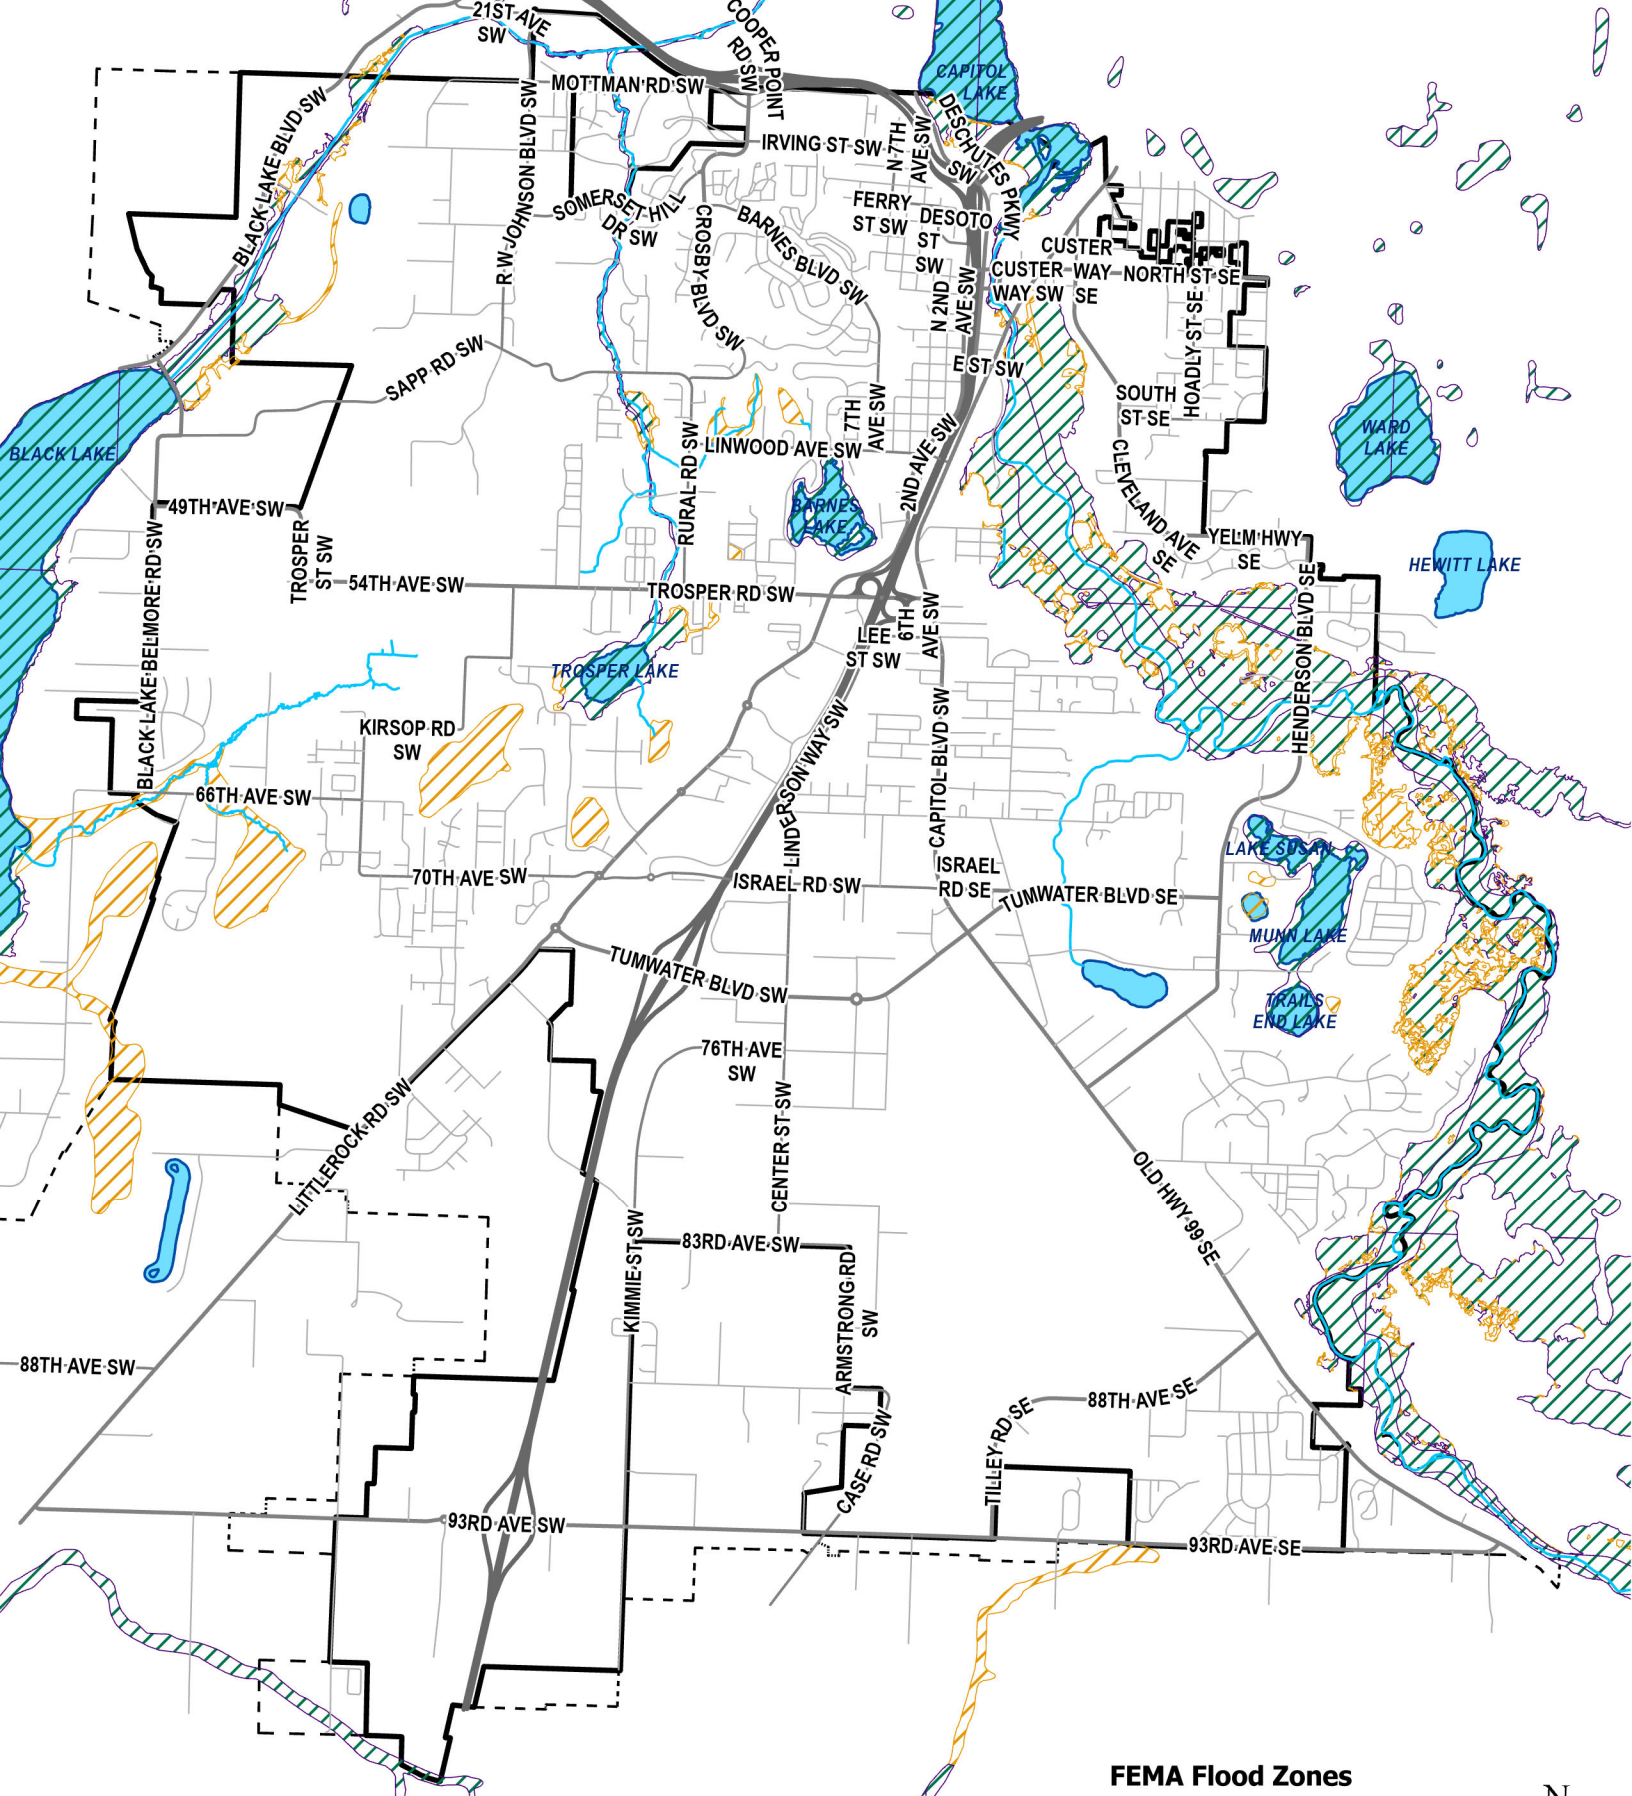 21ST AVE
SW
COOPER POINT
RD SW
MOTTMAN RD SW
CAPITOL
LAKE
BLACK LAKE BLVD SW
R W JOHNSON BLVD SW
IRVING ST SW
N 7TH
AVE SW
DESCHUTES PKWY
SW
SOMERSET HILL
DR SW
CROSBY BLVD SW
BARNES BLVD SW
FERRY
ST SW
DESOTO
ST
SW
CUSTER
WAY
SE
CUSTER
WAY SW
NORTH ST SE
N 2ND
AVE SW
HOADLY ST SE
SAPP RD SW
E ST SW
SOUTH
ST SE
7TH
AVE SW
WARD
LAKE
BLACK LAKE
LINWOOD AVE SW
RURAL RD SW
2ND AVE SW
CLEVELAND AVE
SE
BARNES
LAKE
49TH AVE SW
TROSPER
ST SW
YELM HWY
SE
HEWITT LAKE
54TH AVE SW
TROSPER RD SW
6TH
AVE SW
LEE
ST SW
HENDERSON BLVD SE
BLACK LAKE-BELMORE RD SW
TROSPER LAKE
KIRSOP RD
SW
LINDERSON WAY SW
CAPITOL BLVD SW
66TH AVE SW
LAKE SUSAN
70TH AVE SW
ISRAEL RD SW
ISRAEL
RD SE
TUMWATER BLVD SE
MUNN LAKE
TUMWATER BLVD SW
TRAILS
END LAKE
76TH AVE
SW
LITTLEROCK RD SW
CENTER ST SW
OLD HWY 99 SE
KIMMIE ST SW
83RD AVE SW
ARMSTRONG RD
SW
88TH AVE SW
88TH AVE SE
TILLEY RD SE
CASE RD SW
93RD AVE SW
93RD AVE SE
FEMA Flood Zones
N